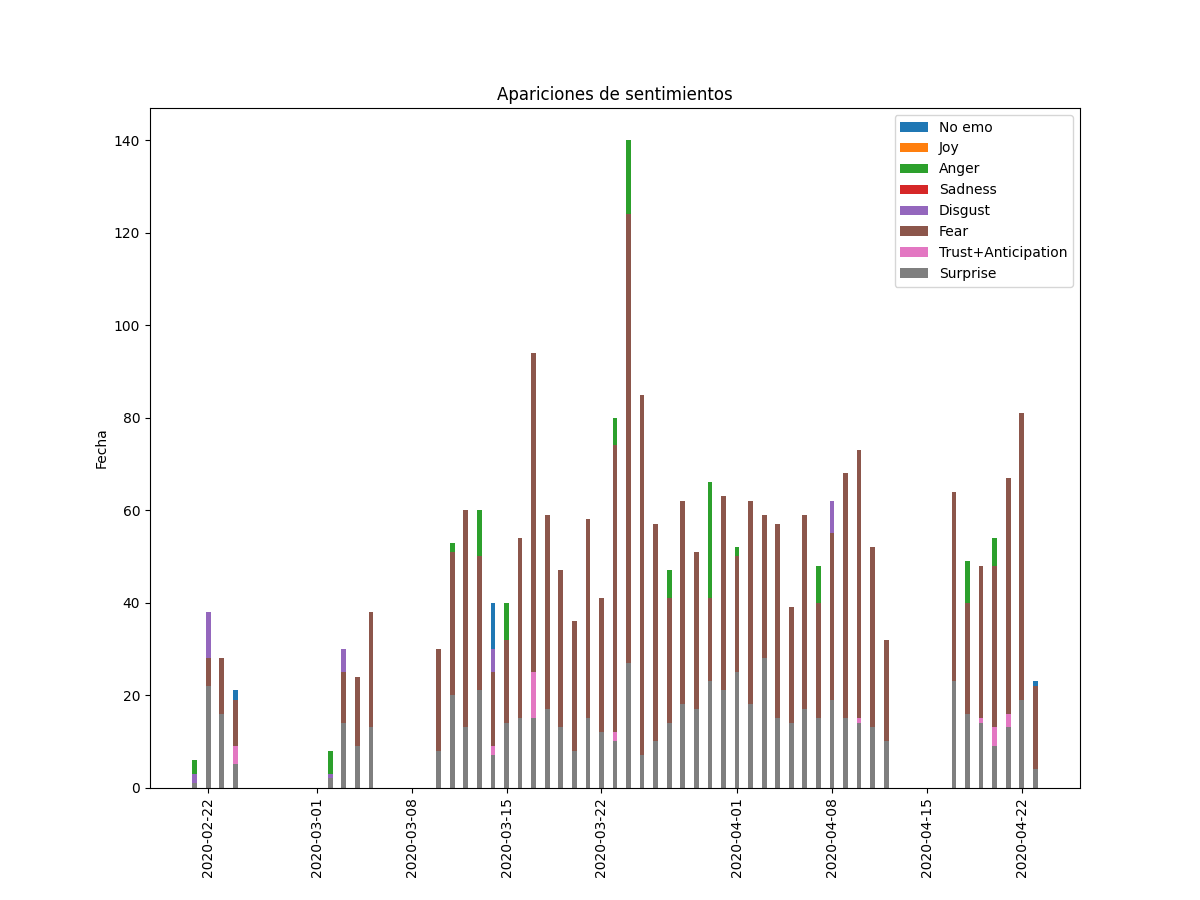 Apariciones de sentimientos
No emo
Joy
Anger
Sadness
Disgust
Fear
Trust+Anticipation
Surprise
Fecha
140
120
100
80
60
40
20
0
2020-02-22
2020-03-01
2020-03-08
2020-03-15
2020-03-22
2020-04-01
2020-04-08
2020-04-15
2020-04-22